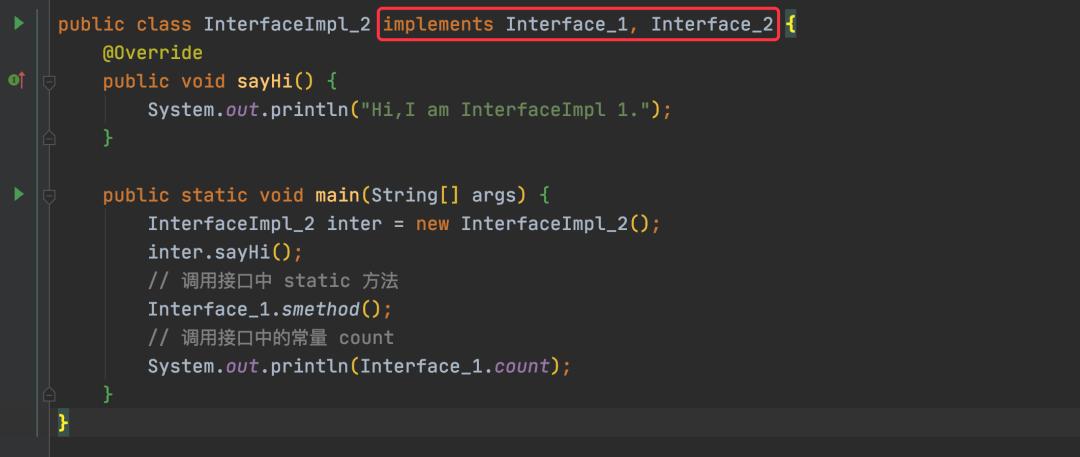 public class InterfaceImpl_2 implements Interface_1, Interface_2 {
@Override
public void sayHi() {
System.out.println("Hi,I am InterfaceImpl 1.");
}
public static void main(String[] args) {
InterfaceImpl_2 inter = new InterfaceImpl_2();
inter.sayHi();
// 调用接口中 static 方法
Interface_1.smethod();
// 调用接口中的常量 count
System.out.println(Interface_1.count);
}
}